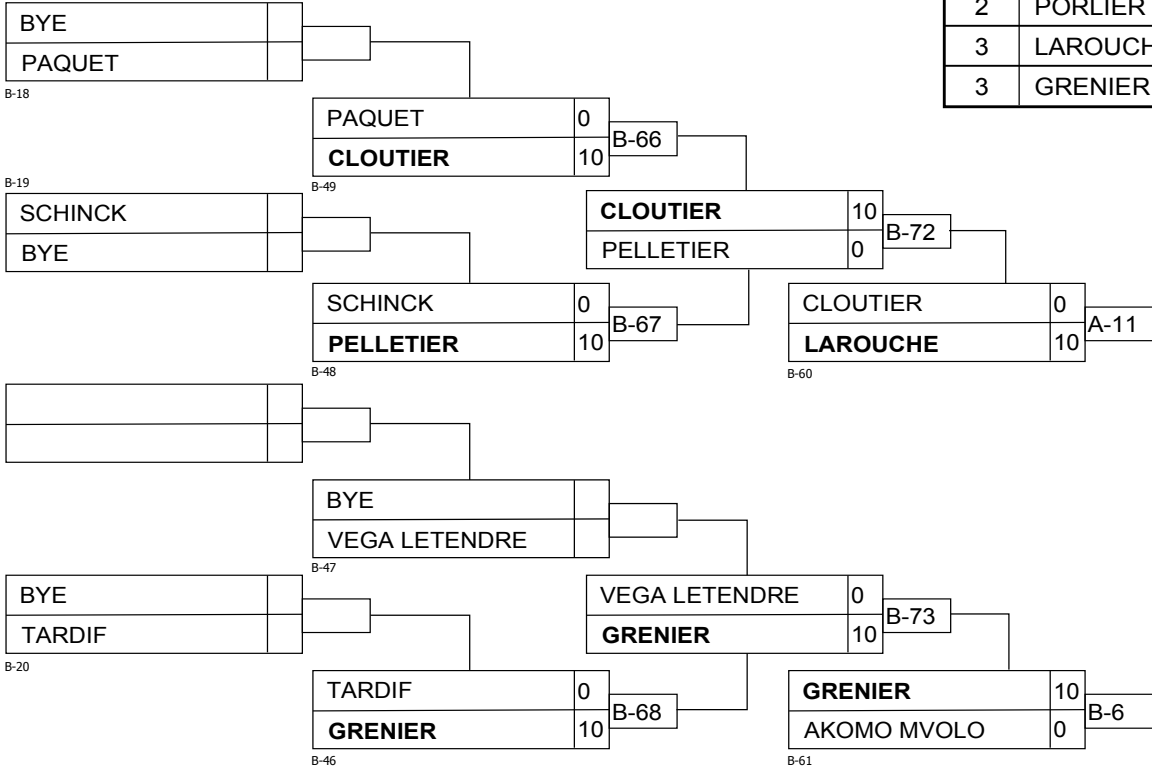 BYE
PAQUET
B-18
2 PORLIER
3 LAROUCH
3 GRENIER
PAQUET 0
CLOUTIER 10
B-66
B-49
B-19
SCHINCK
BYE
CLOUTIER 10
PELLETIER 0
B-72
SCHINCK 0
PELLETIER 10
B-67
B-48
CLOUTIER 0
LAROUCHE 10
A-11
B-60
BYE
VEGA LETENDRE
B-47
BYE
TARDIF
B-20
VEGA LETENDRE 0
GRENIER 10
B-73
TARDIF 0
GRENIER 10
B-68
B-46
GRENIER 10
AKOMO MVOLO 0
B-6
B-61